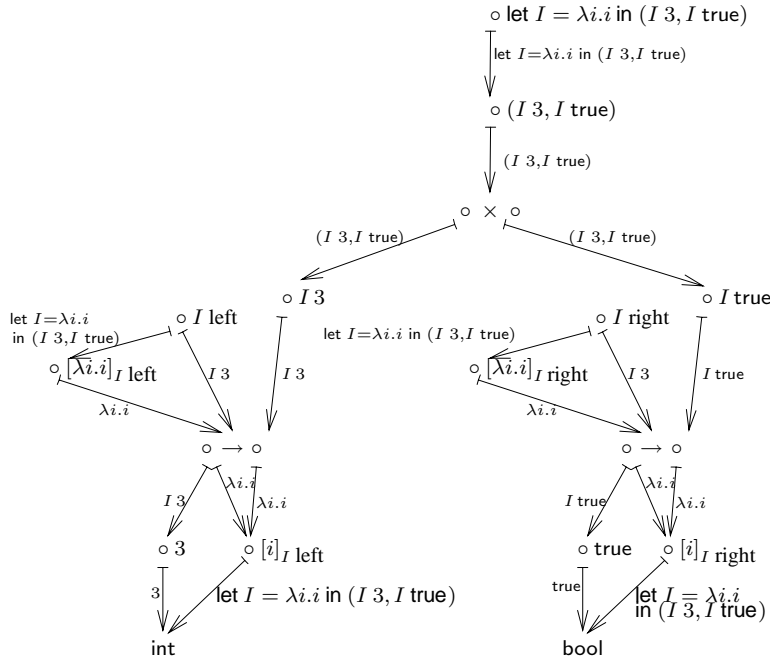 ∘ let I = λi.i in (I 3, I true)
let I=λi.i in (I 3,I true)
∘ (I 3, I true)
(I 3,I true)
∘ × ∘
(I 3,I true)
(I 3,I true)
∘ I 3
∘ I true
let I=λi.i
in (I 3,I true)
∘ I left
let I=λi.i in (I 3,I true)
∘ I right
∘ [λi.i]I left
I 3
I 3
∘ [λi.i]I right
I 3
I true
λi.i
λi.i
∘ → ∘
∘ → ∘
I 3
λi.i
λi.i
I true
λi.i
λi.i
∘ 3
∘ [i]I left
∘ true
∘ [i]I right
3
let I = λi.i in (I 3, I true)
true
let I = λi.i
in (I 3, I true)
int
bool